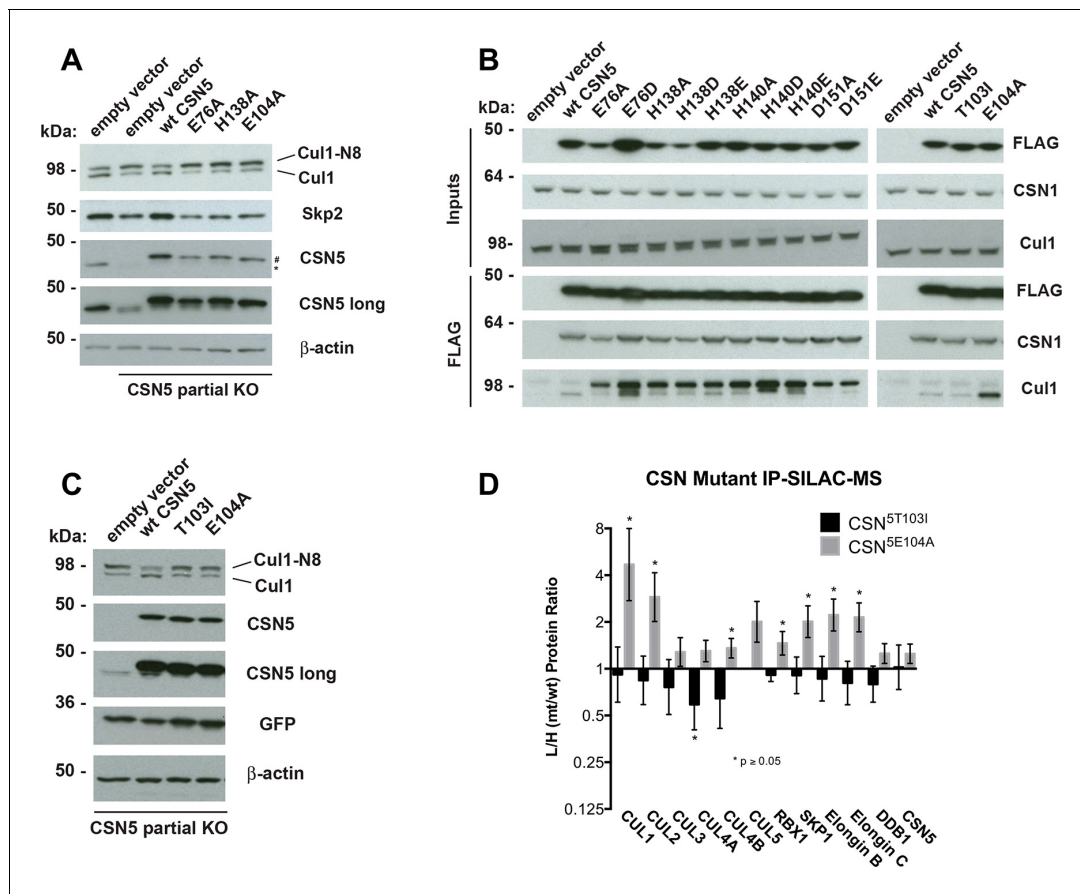 A
empty vector
empty vector
wt CSN5
E76A
H138A
E104A
kDa:
98 -
Cul1-N8
Cul1
50 -
Skp2
50 -
CSN5
#
*
50 -
CSN5 long
50 -
β-actin
CSN5 partial KO
B
empty vector
wt CSN5
E76A
E76D
H138A
H138D
H138E
H140A
H140D
H140E
D151A
D151E
empty vector
wt CSN5
T103I
E104A
kDa:
Inputs
50 -
FLAG
64 -
CSN1
98-
Cul1
FLAG
50 -
FLAG
64 -
CSN1
98 -
Cul1
C
empty vector
wt CSN5
T103I
E104A
kDa:
98 -
Cul1-N8
Cul1
50 -
CSN5
50 -
CSN5 long
36 -
GFP
50 -
β-actin
CSN5 partial KO
D
CSN Mutant IP-SILAC-MS
CSN5T103I
CSN5E104A
L/H (mt/wt) Protein Ratio
8
4
2
1
0.5
0.25
0.125
* * * * * * * *
* p ≥ 0.05
CUL1
CUL2
CUL3
CUL4A
CUL4B
CUL5
RBX1
SKP1
Elongin B
Elongin C
DDB1
CSN5